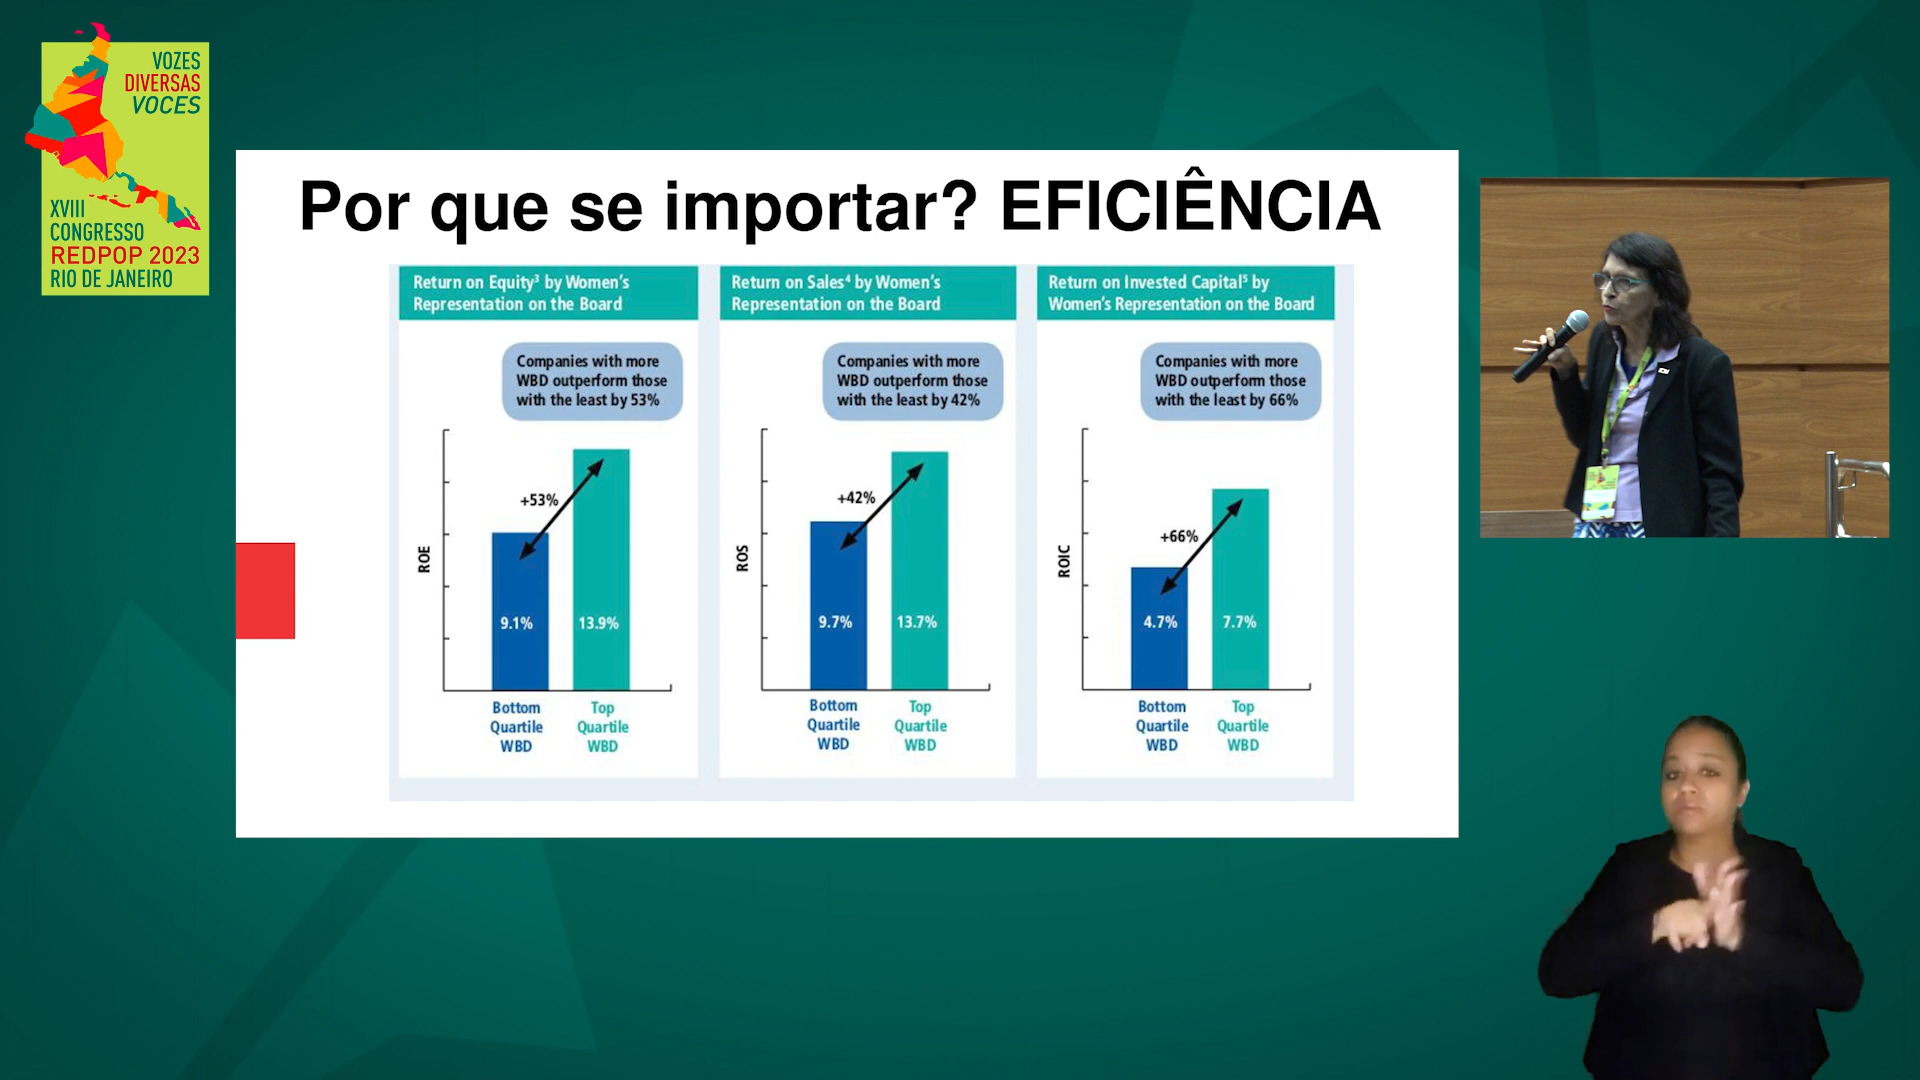 VOZES
DIVERSAS
VOCES
XVIII
CONGRESSO
REDPOP 2023
RIO DE JANEIRO
Por que se importar? EFICIÊNCIA
Return on Equity³ by Women's
Representation on the Board
Companies with more
WBD outperform those
with the least by 53%
+53%
ROE
9.1%
13.9%
Bottom
Quartile
WBD
Top
Quartile
WBD
Return on Sales⁴ by Women's
Representation on the Board
Companies with more
WBD outperform those
with the least by 42%
+42%
ROS
9.7%
13.7%
Bottom
Quartile
WBD
Top
Quartile
WBD
Return on Invested Capital⁵ by
Women's Representation on the Board
Companies with more
WBD outperform those
with the least by 66%
+66%
ROIC
4.7%
7.7%
Bottom
Quartile
WBD
Top
Quartile
WBD